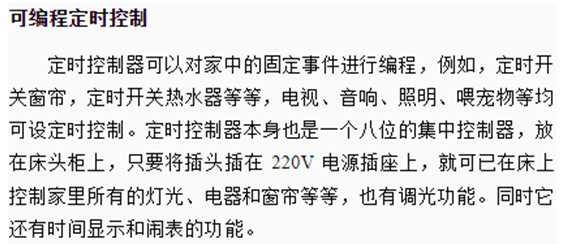 可编程定时控制
定时控制器可以对家中的固定事件进行编程，例如，定时开
关窗帘，定时开关热水器等等，电视、音响、照明、喂宠物等均
可设定时控制。定时控制器本身也是一个八位的集中控制器，放
在床头柜上，只要将插头插在 220V 电源插座上，就可已在床上
控制家里所有的灯光、电器和窗帘等等，也有调光功能。同时它
还有时间显示和闹表的功能。